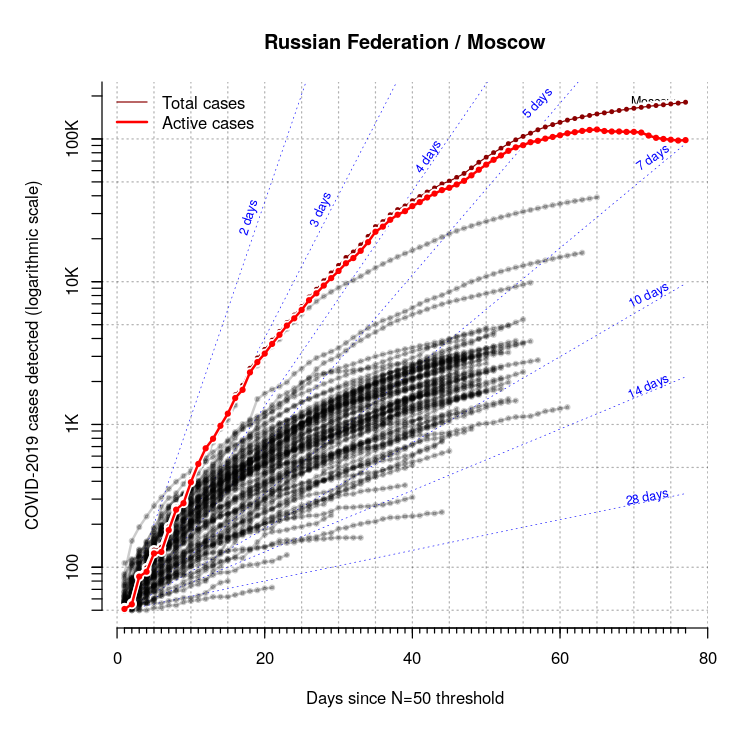 Russian Federation / Moscow
Total cases
Active cases
Moscow
2 days
3 days
4 days
5 days
7 days
10 days
14 days
28 days
COVID-2019 cases detected (logarithmic scale)
100K
10K
1K
100
0
20
40
60
80
Days since N=50 threshold